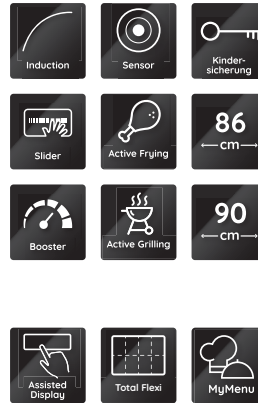 Induction
Sensor
Kinder-
sicherung
Slider
Active Frying
86
cm
Booster
Active Grilling
90
cm
Assisted
Display
Total Flexi
MyMenu